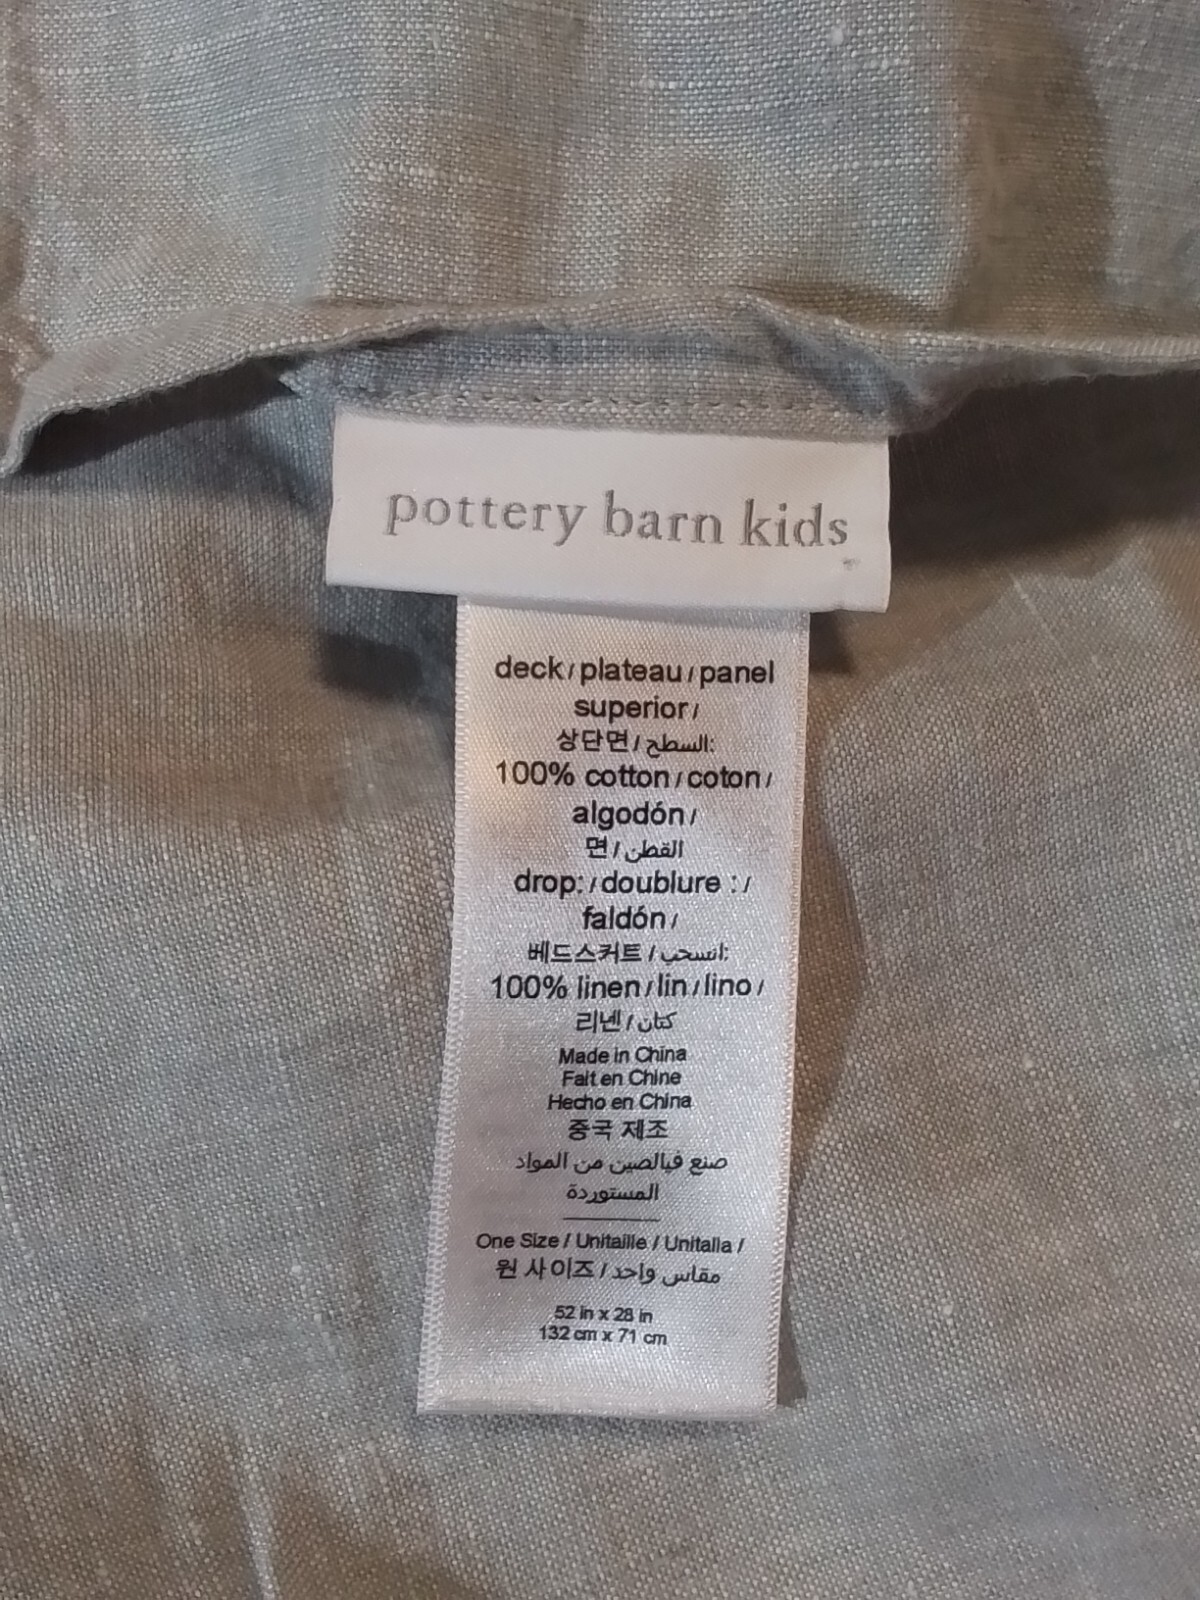 pottery barn kids
deck / plateau / panel
superior /
상단면 / السطح:
100% cotton / coton /
algodón /
면 / القطن
drop: / doublure : /
faldón /
베드스커트 / انسحب:
100% linen / lin / lino /
리넨 / كتان
Made in China
Fait en Chine
Hecho en China
중국 제조
صنع فيالصين من المواد
المستوردة
One Size / Unitaille / Unitalla /
원 사이즈 / مقاس واحد
52 in x 28 in
132 cm x 71 cm